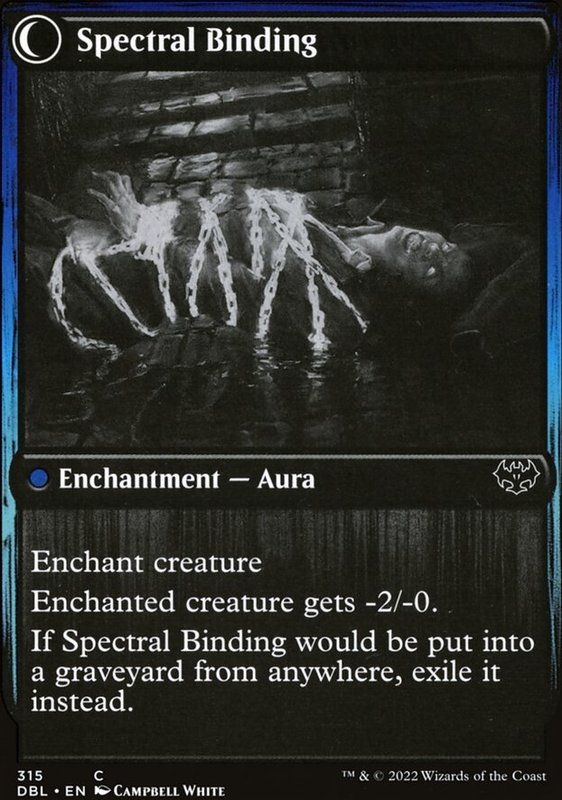 Spectral Binding
Enchantment — Aura
Enchant creature
Enchanted creature gets -2/-0.
If Spectral Binding would be put into
a graveyard from anywhere, exile it
instead.
315 C
DBL • EN Campbell White
™ & © 2022 Wizards of the Coast